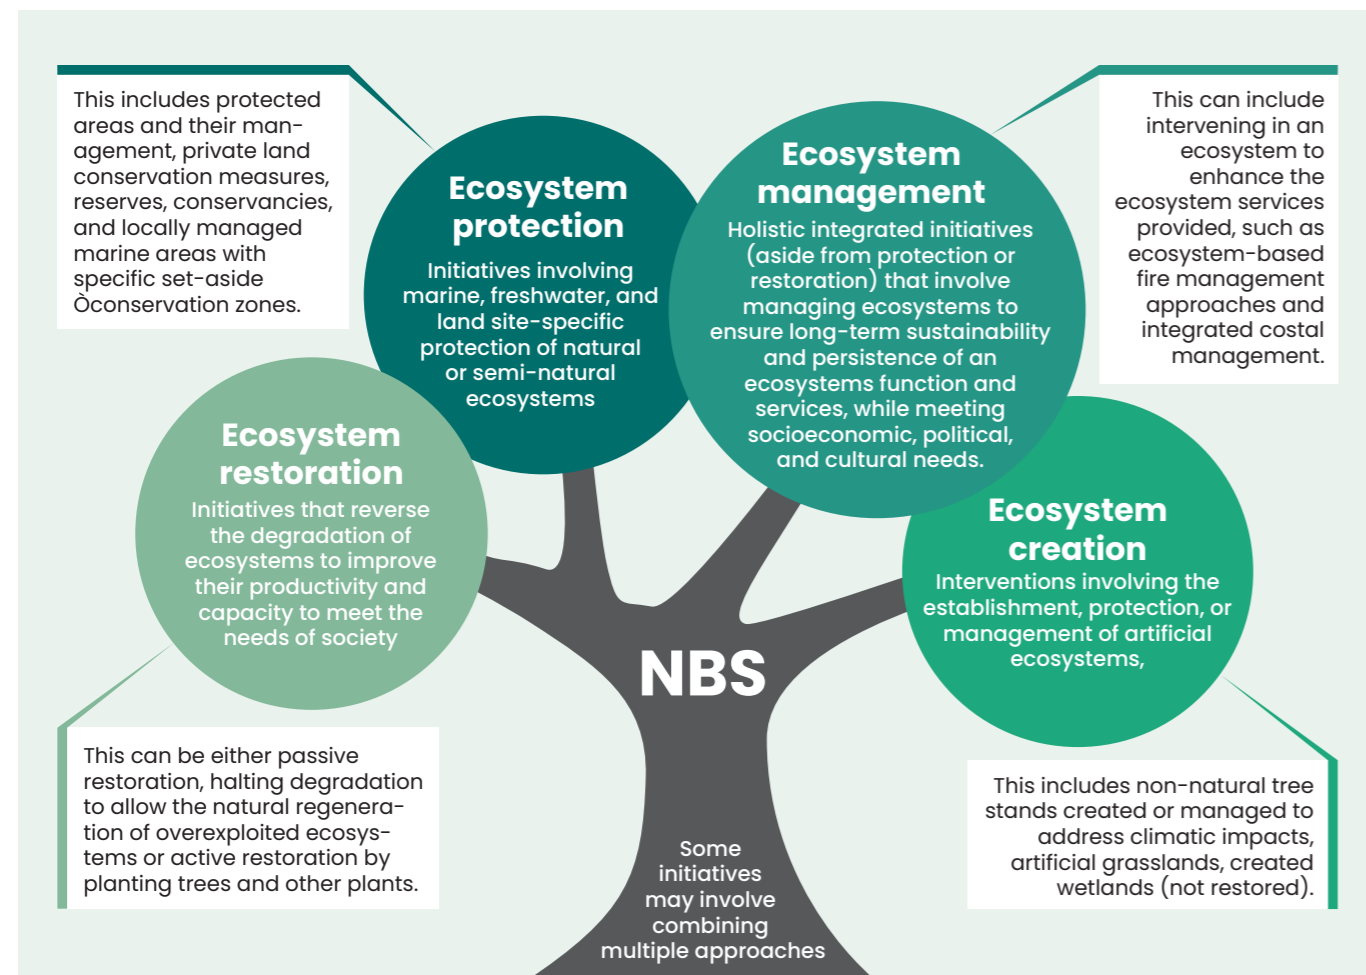 This includes protected
areas and their man-
agement, private land
conservation measures,
reserves, conservancies,
and locally managed
marine areas with
specific set-aside
Òconservation zones.
Ecosystem
protection
Initiatives involving
marine, freshwater, and
land site-specific
protection of natural
or semi-natural
ecosystems
Ecosystem
management
Holistic integrated initiatives
(aside from protection or
restoration) that involve
managing ecosystems to
ensure long-term sustainability
and persistence of an
ecosystems function and
services, while meeting
socioeconomic, political,
and cultural needs.
This can include
intervening in an
ecosystem to
enhance the
ecosystem services
provided, such as
ecosystem-based
fire management
approaches and
integrated costal
management.
Ecosystem
restoration
Initiatives that reverse
the degradation of
ecosystems to improve
their productivity and
capacity to meet the
needs of society
Ecosystem
creation
Interventions involving the
establishment, protection, or
management of artificial
ecosystems,
NBS
This can be either passive
restoration, halting degradation
to allow the natural regenera-
tion of overexploited ecosys-
tems or active restoration by
planting trees and other plants.
This includes non-natural tree
stands created or managed to
address climatic impacts,
artificial grasslands, created
wetlands (not restored).
Some
initiatives
may involve
combining
multiple approaches